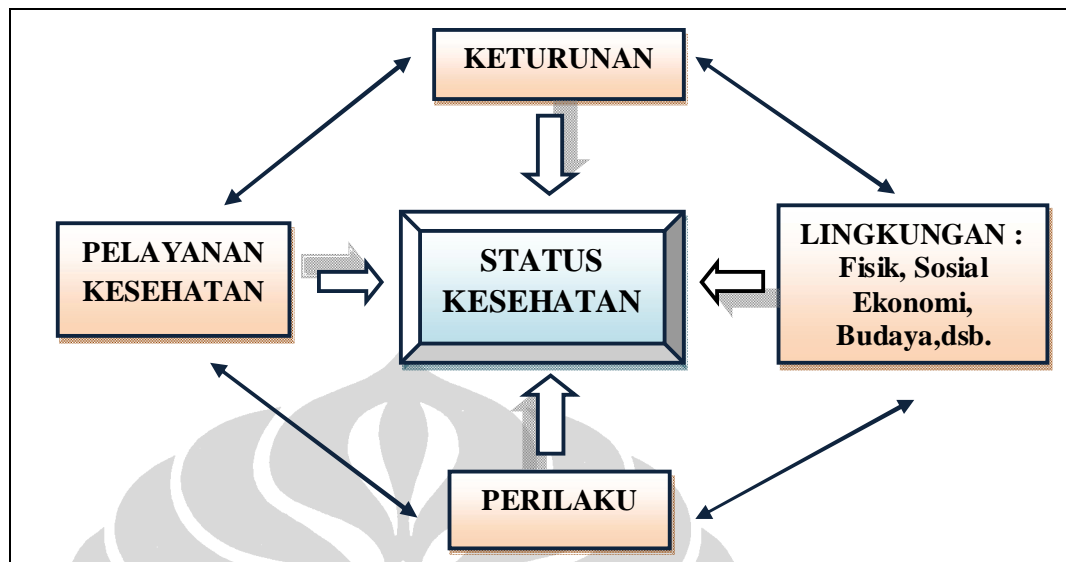 KETURUNAN
PELAYANAN
KESEHATAN
STATUS
KESEHATAN
LINGKUNGAN :
Fisik, Sosial
Ekonomi,
Budaya,dsb.
PERILAKU